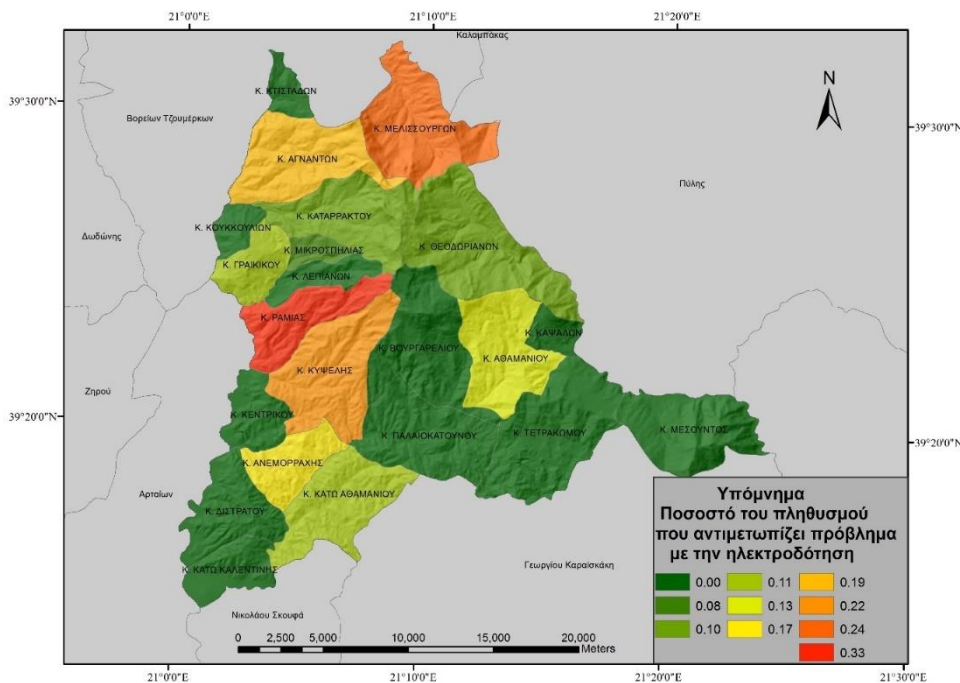 21°0'0"E 21°10'0"E 21°20'0"E
Καλαμπάκας
39°30'0"N
Κ. ΚΤΙΣΤΑΔΩΝ
N
Βορείων Τζουμέρκων
Κ. ΜΕΛΙΣΣΟΥΡΓΩΝ
39°30'0"N
Κ. ΑΓΝΑΝΤΩΝ
Πύλης
Κ. ΚΑΤΑΡΡΑΚΤΟΥ
Κ. ΚΟΥΚΚΟΥΛΙΩΝ
Δωδώνης
Κ. ΘΕΟΔΩΡΙΑΝΩΝ
Κ. ΜΙΚΡΟΣΠΗΛΙΑΣ
Κ. ΓΡΑΙΚΙΚΟΥ
Κ. ΛΕΠΙΑΝΩΝ
Κ. ΡΑΜΙΑΣ
Κ. ΚΑΨΑΛΩΝ
Κ. ΒΟΥΡΓΑΡΕΛΙΟΥ
Κ. ΑΘΑΜΑΝΙΟΥ
Κ. ΚΥΨΕΛΗΣ
Ζηρού
39°20'0"N
Κ. ΚΕΝΤΡΙΚΟΥ
Κ. ΜΕΣΟΥΝΤΟΣ
Κ. ΠΑΛΑΙΟΚΑΤΟΥΝΟΥ
Κ. ΤΕΤΡΑΚΩΜΟΥ
39°20'0"N
Κ. ΑΝΕΜΟΡΡΑΧΗΣ
Αρταίων
Κ. ΚΑΤΩ ΑΘΑΜΑΝΙΟΥ
Κ. ΔΙΣΤΡΑΤΟΥ
Κ. ΚΑΤΩ ΚΑΛΕΝΤΙΝΗΣ
Γεωργίου Καραϊσκάκη
Νικολάου Σκουφά
Υπόμνημα
Ποσοστό του πληθυσμού
που αντιμετωπίζει πρόβλημα
με την ηλεκτροδότηση
0.00 0.11 0.19
0.08 0.13 0.22
0.10 0.17 0.24
0.33
0 2,500 5,000 10,000 15,000 20,000
Meters
21°0'0"E 21°10'0"E 21°20'0"E 21°30'0"E